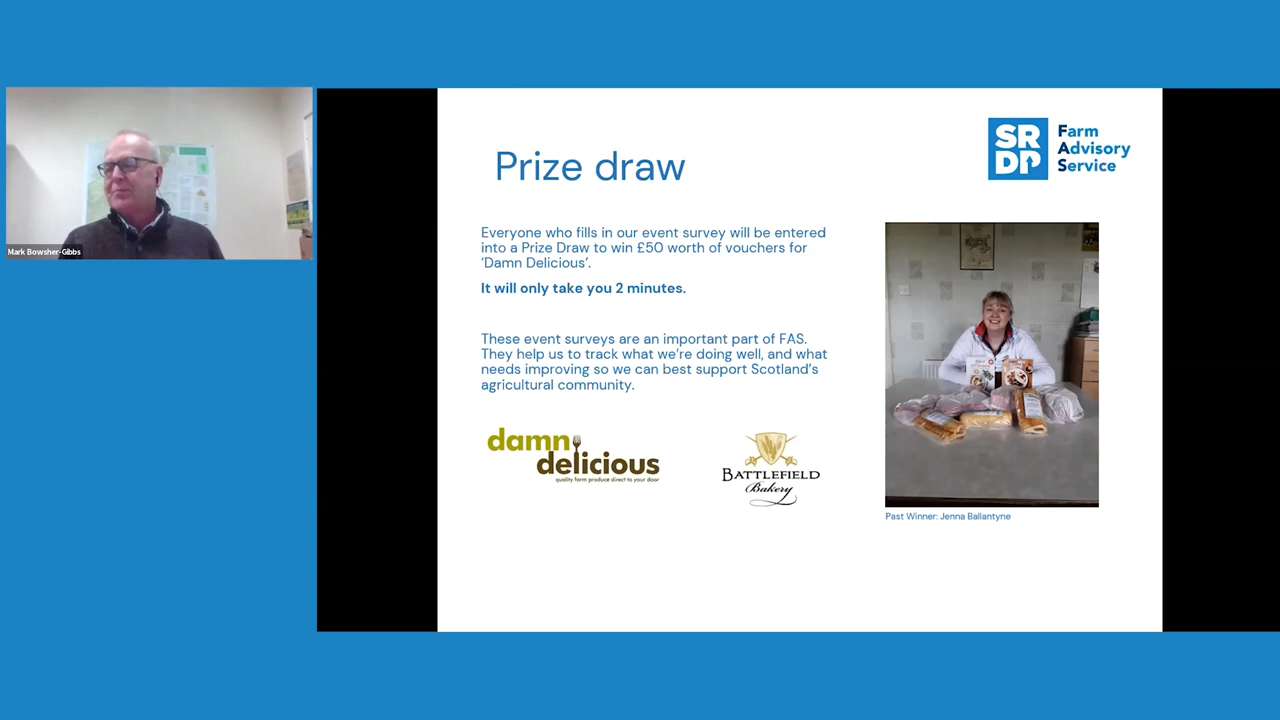 Mark Bowsher-Gibbs
Prize draw
SR
DP
Farm
Advisory
Service
Everyone who fills in our event survey will be entered
into a Prize Draw to win £50 worth of vouchers for
‘Damn Delicious’.
It will only take you 2 minutes.
These event surveys are an important part of FAS.
They help us to track what we’re doing well, and what
needs improving so we can best support Scotland’s
agricultural community.
damn
delicious
quality farm produce direct to your door
BATTLEFIELD
Bakery
Past Winner: Jenna Ballantyne